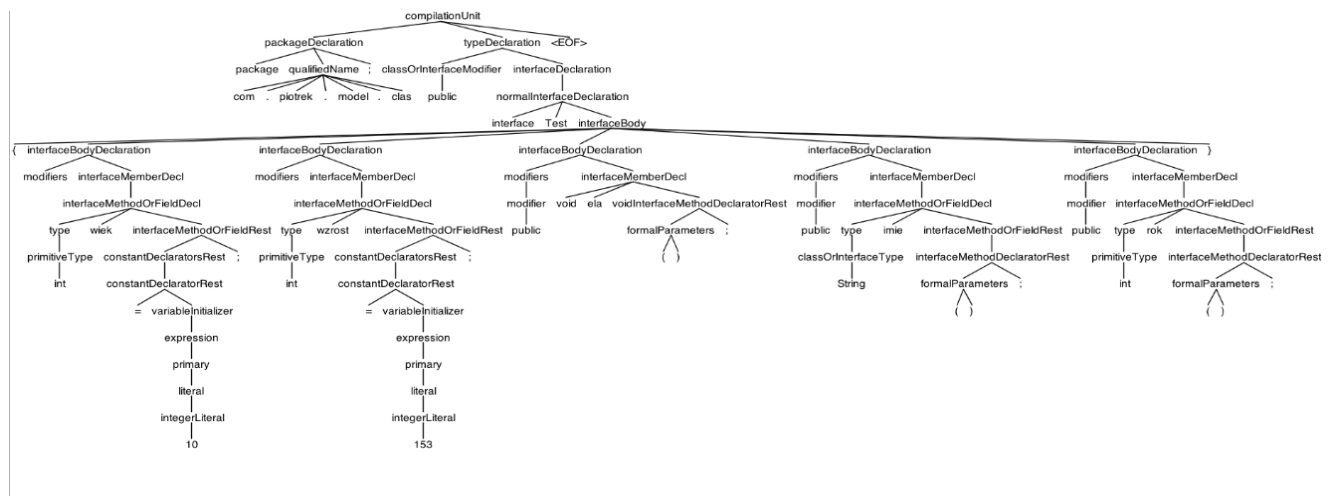 compilationUnit
packageDeclaration typeDeclaration <EOF>
package qualifiedName ; classOrInterfaceModifier interfaceDeclaration
com . piotrek . model . clas public normalInterfaceDeclaration
interface Test interfaceBody
{ interfaceBodyDeclaration interfaceBodyDeclaration interfaceBodyDeclaration interfaceBodyDeclaration interfaceBodyDeclaration }
modifiers interfaceMemberDecl modifiers interfaceMemberDecl modifiers interfaceMemberDecl modifiers interfaceMemberDecl modifiers interfaceMemberDecl
interfaceMethodOrFieldDecl interfaceMethodOrFieldDecl modifier void ela voidInterfaceMethodDeclaratorRest modifier interfaceMethodOrFieldDecl modifier interfaceMethodOrFieldDecl
type wiek interfaceMethodOrFieldRest type wzrost interfaceMethodOrFieldRest public formalParameters ; public type imie interfaceMethodOrFieldRest public type rok interfaceMethodOrFieldRest
primitiveType constantDeclaratorsRest ; primitiveType constantDeclaratorsRest ; ( ) classOrInterfaceType interfaceMethodDeclaratorRest primitiveType interfaceMethodDeclaratorRest
int constantDeclaratorRest int constantDeclaratorRest String formalParameters ; int formalParameters ;
= variableInitializer = variableInitializer ( ) ( )
expression expression
primary primary
literal literal
integerLiteral integerLiteral
10 153